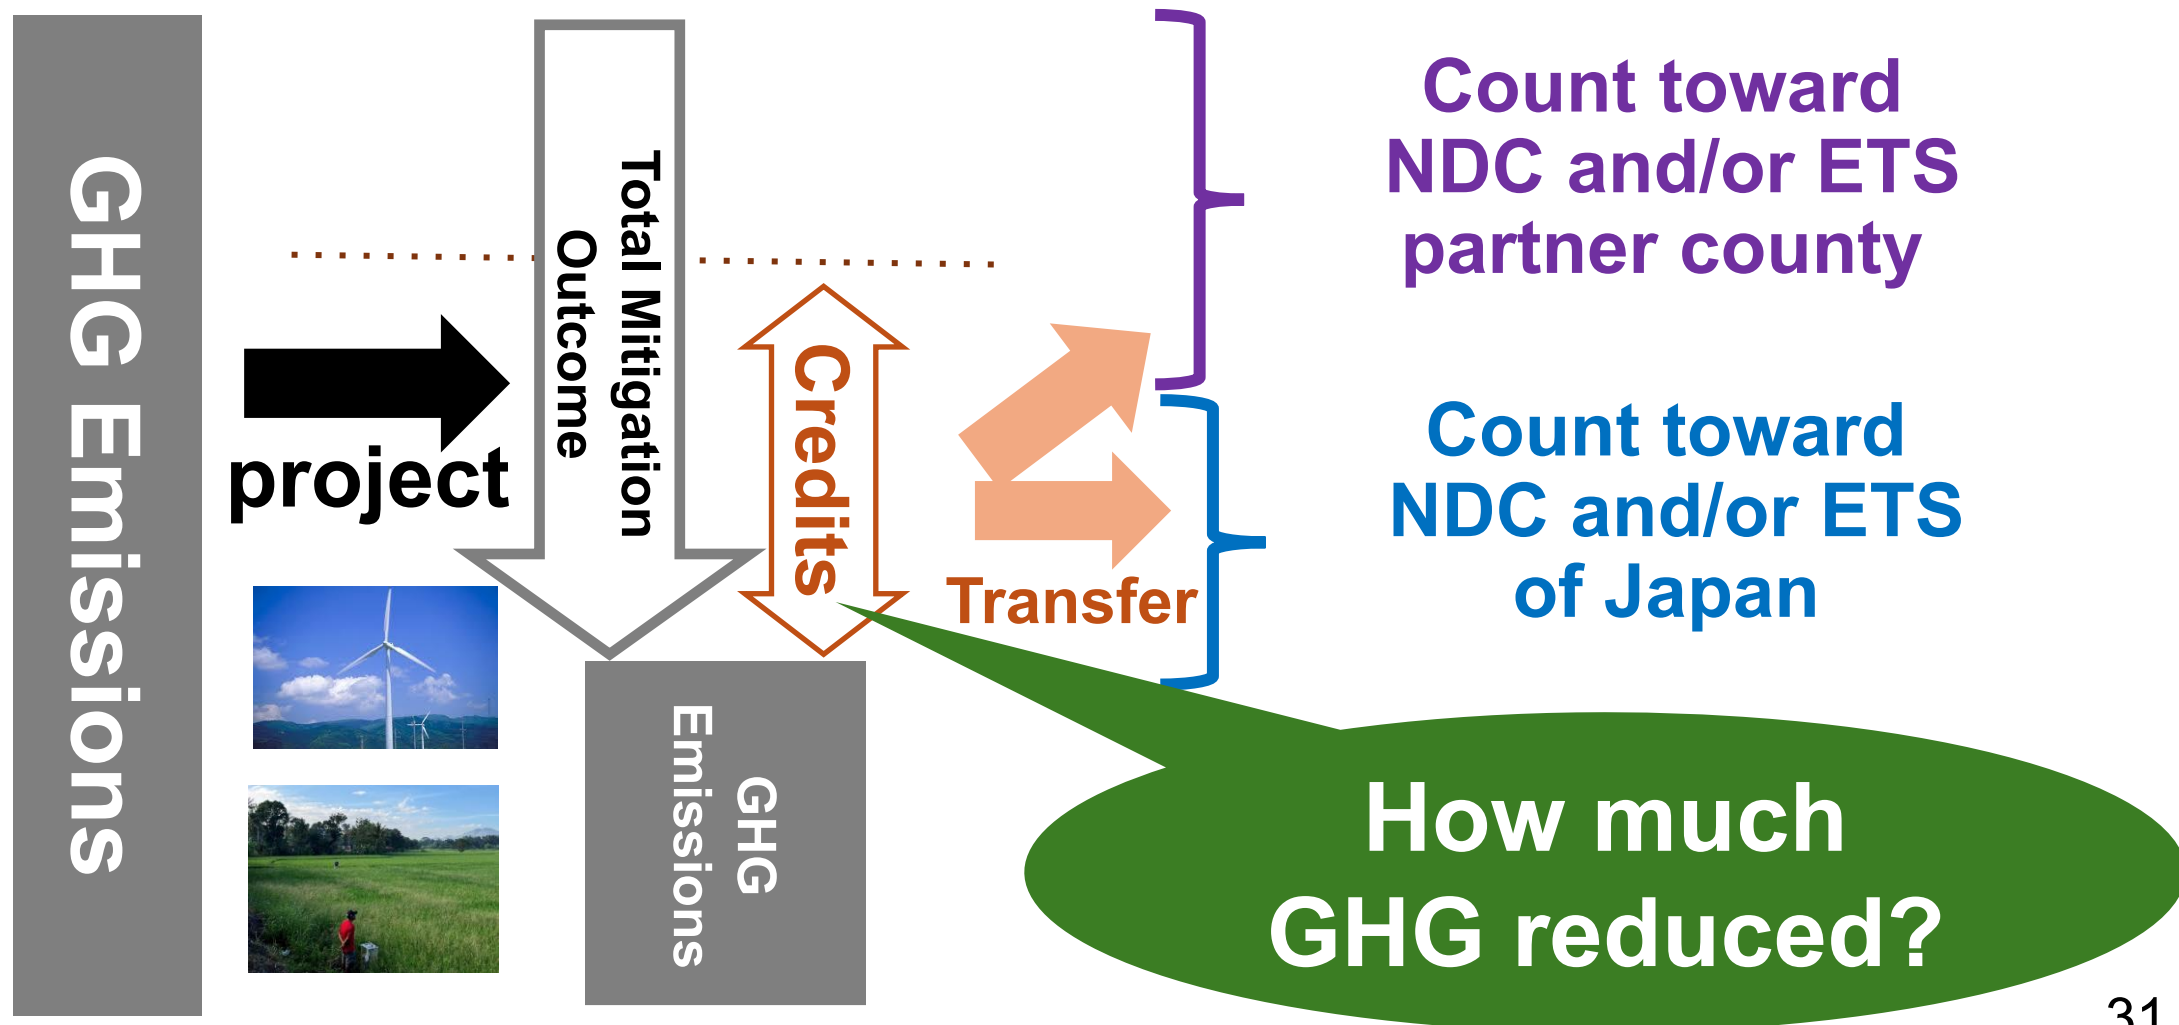 GHG Emissions
project
Total Mitigation
Outcome
Credits
Transfer
GHG
Emissions
Count toward
NDC and/or ETS
partner county
Count toward
NDC and/or ETS
of Japan
How much
GHG reduced?
31